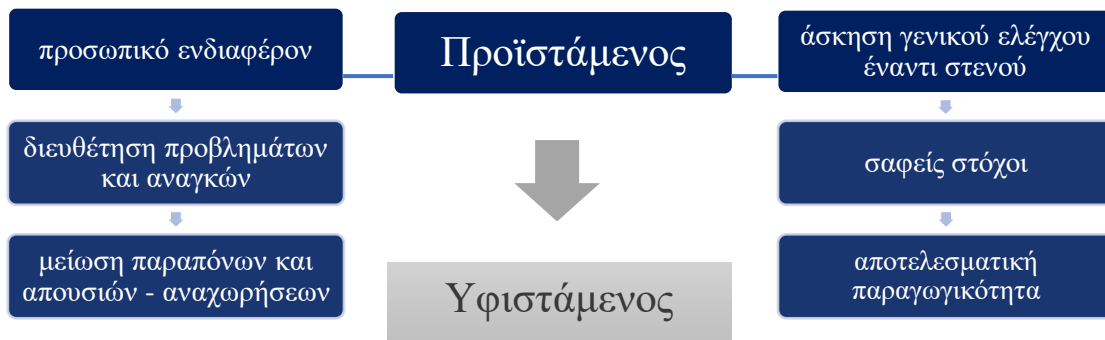 προσωπικό ενδιαφέρον
διευθέτηση προβλημάτων
και αναγκών
μείωση παραπόνων και
απουσιών - αναχωρήσεων
Προϊστάμενος
Υφιστάμενος
άσκηση γενικού ελέγχου
έναντι στενού
σαφείς στόχοι
αποτελεσματική
παραγωγικότητα